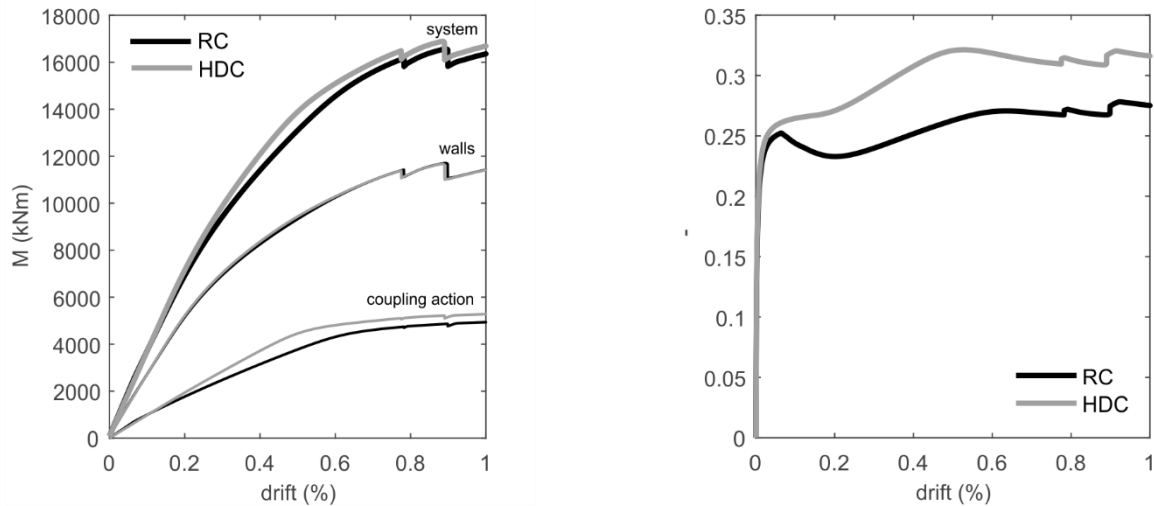 18000
16000
14000
12000
10000
8000
6000
4000
2000
0
M (kNm)
RC
HDC
system
walls
coupling action
0 0.2 0.4 0.6 0.8 1
drift (%)
0.35
0.3
0.25
0.2
0.15
0.1
0.05
0
-
RC
HDC
0 0.2 0.4 0.6 0.8 1
drift (%)